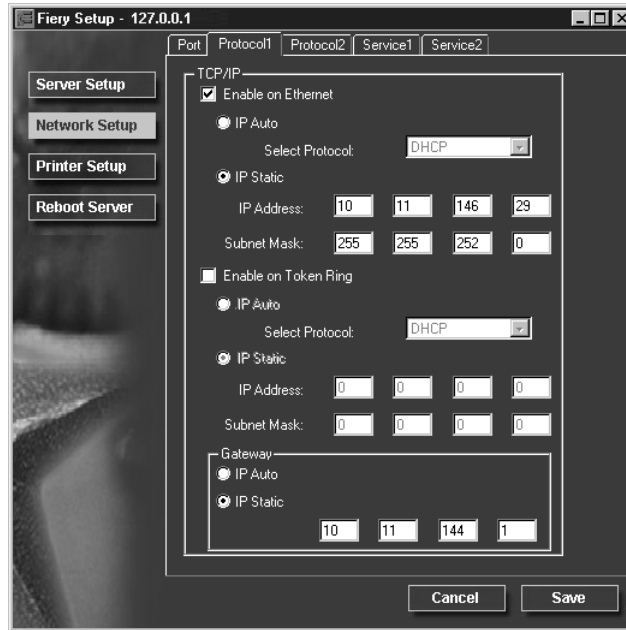 Fiery Setup - 127.0.0.1
Port Protocol1 Protocol2 Service1 Service2
Server Setup
Network Setup
Printer Setup
Reboot Server
TCP/IP
Enable on Ethernet
IP Auto
Select Protocol: DHCP
IP Static
IP Address: 10 11 146 29
Subnet Mask: 255 255 252 0
Enable on Token Ring
IP Auto
Select Protocol: DHCP
IP Static
IP Address: 0 0 0 0
Subnet Mask: 0 0 0 0
Gateway
IP Auto
IP Static
10 11 144 1
Cancel Save